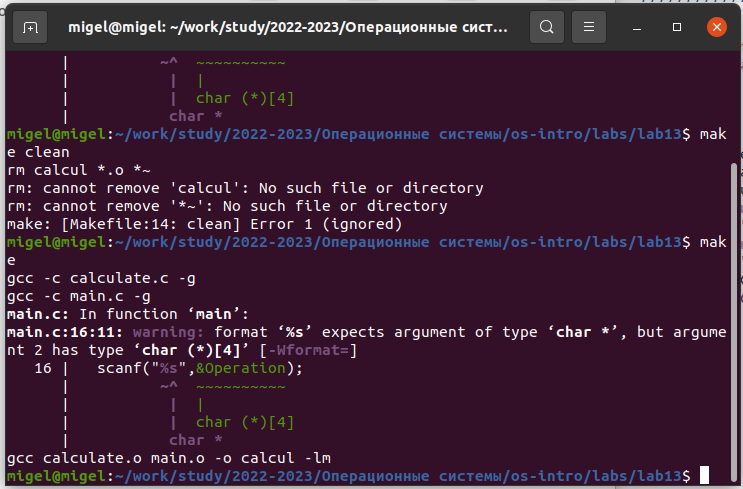 migel@migel: ~/work/study/2022-2023/Операционные сист...
| ~^ ~~~~~~~~~~
| | |
| | char (*)[4]
| char *
migel@migel:~/work/study/2022-2023/Операционные системы/os-intro/labs/lab13$ mak
e clean
rm calcul *.o *~
rm: cannot remove 'calcul': No such file or directory
rm: cannot remove '*~': No such file or directory
make: [Makefile:14: clean] Error 1 (ignored)
migel@migel:~/work/study/2022-2023/Операционные системы/os-intro/labs/lab13$ mak
e
gcc -c calculate.c -g
gcc -c main.c -g
main.c: In function ‘main’:
main.c:16:11: warning: format ‘%s’ expects argument of type ‘char *’, but argume
nt 2 has type ‘char (*)[4]’ [-Wformat=]
16 | scanf("%s",&Operation);
| ~^ ~~~~~~~~~~
| | |
| | char (*)[4]
| char *
gcc calculate.o main.o -o calcul -lm
migel@migel:~/work/study/2022-2023/Операционные системы/os-intro/labs/lab13$